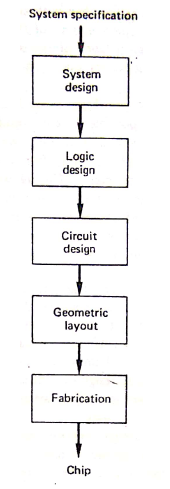 System specification
System
design
Logic
design
Circuit
design
Geometric
layout
Fabrication
Chip